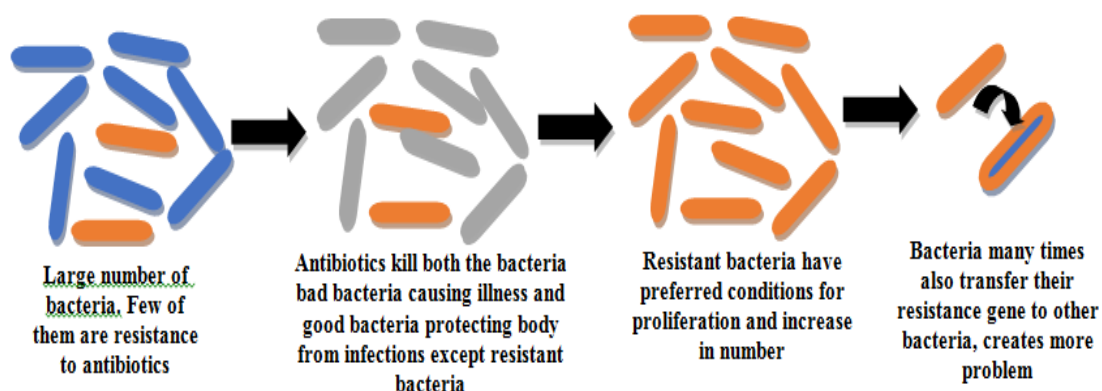 Large number of
bacteria. Few of
them are resistance
to antibiotics
Antibiotics kill both the bacteria
bad bacteria causing illness and
good bacteria protecting body
from infections except resistant
bacteria
Resistant bacteria have
preferred conditions for
proliferation and increase
in number
Bacteria many times
also transfer their
resistance gene to other
bacteria, creates more
problem